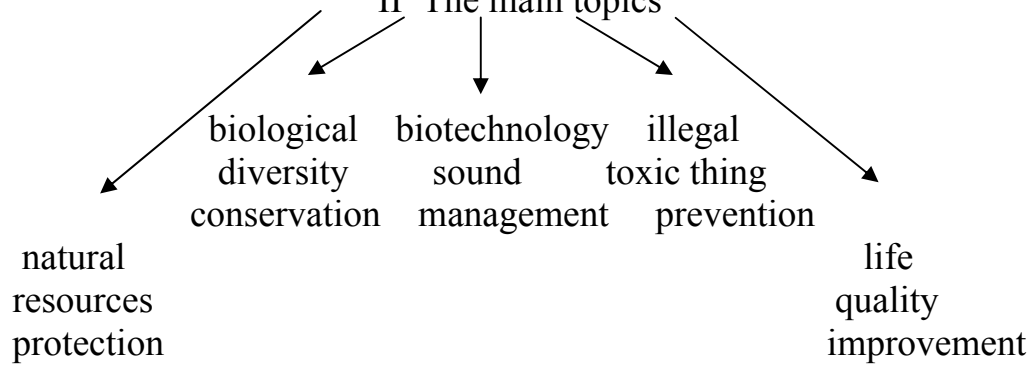 II The main topics
biological
diversity
conservation
biotechnology
sound
management
illegal
toxic thing
prevention
natural
resources
protection
life
quality
improvement